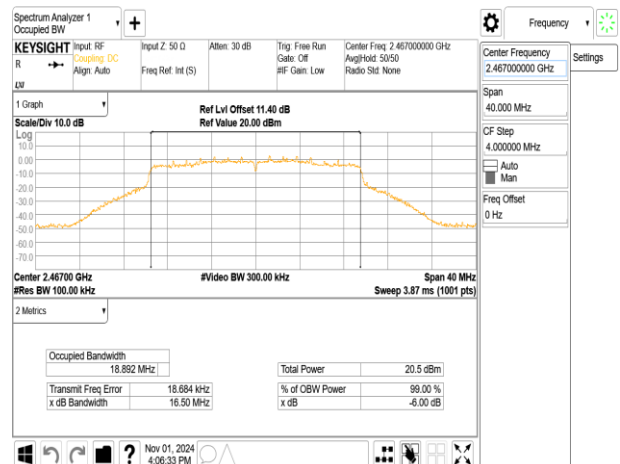 Spectrum Analyzer 1
Occupied BW
Frequency
KEYSIGHT
R
Input: RF
Coupling: DC
Align: Auto
Input Z: 50 Ω
Freq Ref: Int (S)
Atten: 30 dB
Trig: Free Run
Gate: Off
#IF Gain: Low
Center Freq: 2.467000000 GHz
Avg|Hold: 50/50
Radio Std: None
Center Frequency
2.467000000 GHz
Settings
Span
40.000 MHz
CF Step
4.000000 MHz
Auto
Man
Freq Offset
0 Hz
1 Graph
Scale/Div 10.0 dB
Ref Lvl Offset 11.40 dB
Ref Value 20.00 dBm
Log
10.0
0.00
-10.0
-20.0
-30.0
-40.0
-50.0
-60.0
-70.0
Center 2.46700 GHz
#Res BW 100.00 kHz
#Video BW 300.00 kHz
Span 40 MHz
Sweep 3.87 ms (1001 pts)
2 Metrics
Occupied Bandwidth
18.892 MHz
Total Power 20.5 dBm
Transmit Freq Error 18.684 kHz
% of OBW Power 99.00 %
x dB Bandwidth 16.50 MHz
x dB -6.00 dB
?
Nov 01, 2024
4:06:33 PM